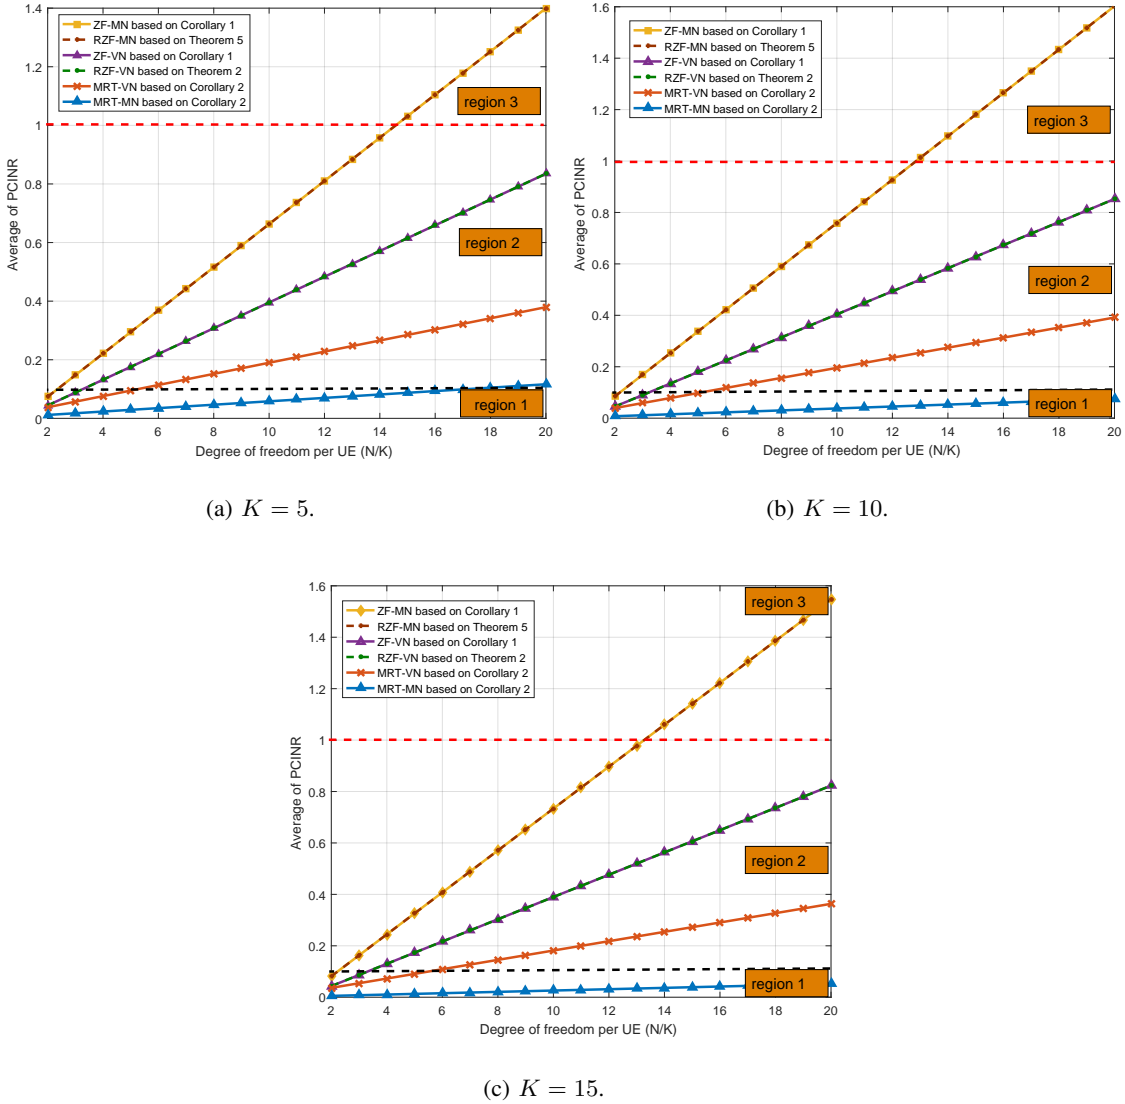 1.4
1.2
1
0.8
0.6
0.4
0.2
0
Average of PCINR
ZF-MN based on Corollary 1
RZF-MN based on Theorem 5
ZF-VN based on Corollary 1
RZF-VN based on Theorem 2
MRT-VN based on Corollary 2
MRT-MN based on Corollary 2
region 3
region 2
region 1
2 4 6 8 10 12 14 16 18 20
Degree of freedom per UE (N/K)
(a) K = 5.
1.6
1.4
1.2
1
0.8
0.6
0.4
0.2
0
Average of PCINR
ZF-MN based on Corollary 1
RZF-MN based on Theorem 5
ZF-VN based on Corollary 1
RZF-VN based on Theorem 2
MRT-VN based on Corollary 2
MRT-MN based on Corollary 2
region 3
region 2
region 1
2 4 6 8 10 12 14 16 18 20
Degree of freedom per UE (N/K)
(b) K = 10.
1.6
1.4
1.2
1
0.8
0.6
0.4
0.2
0
Average of PCINR
ZF-MN based on Corollary 1
RZF-MN based on Theorem 5
ZF-VN based on Corollary 1
RZF-VN based on Theorem 2
MRT-VN based on Corollary 2
MRT-MN based on Corollary 2
region 3
region 2
region 1
2 4 6 8 10 12 14 16 18 20
Degree of freedom per UE (N/K)
(c) K = 15.